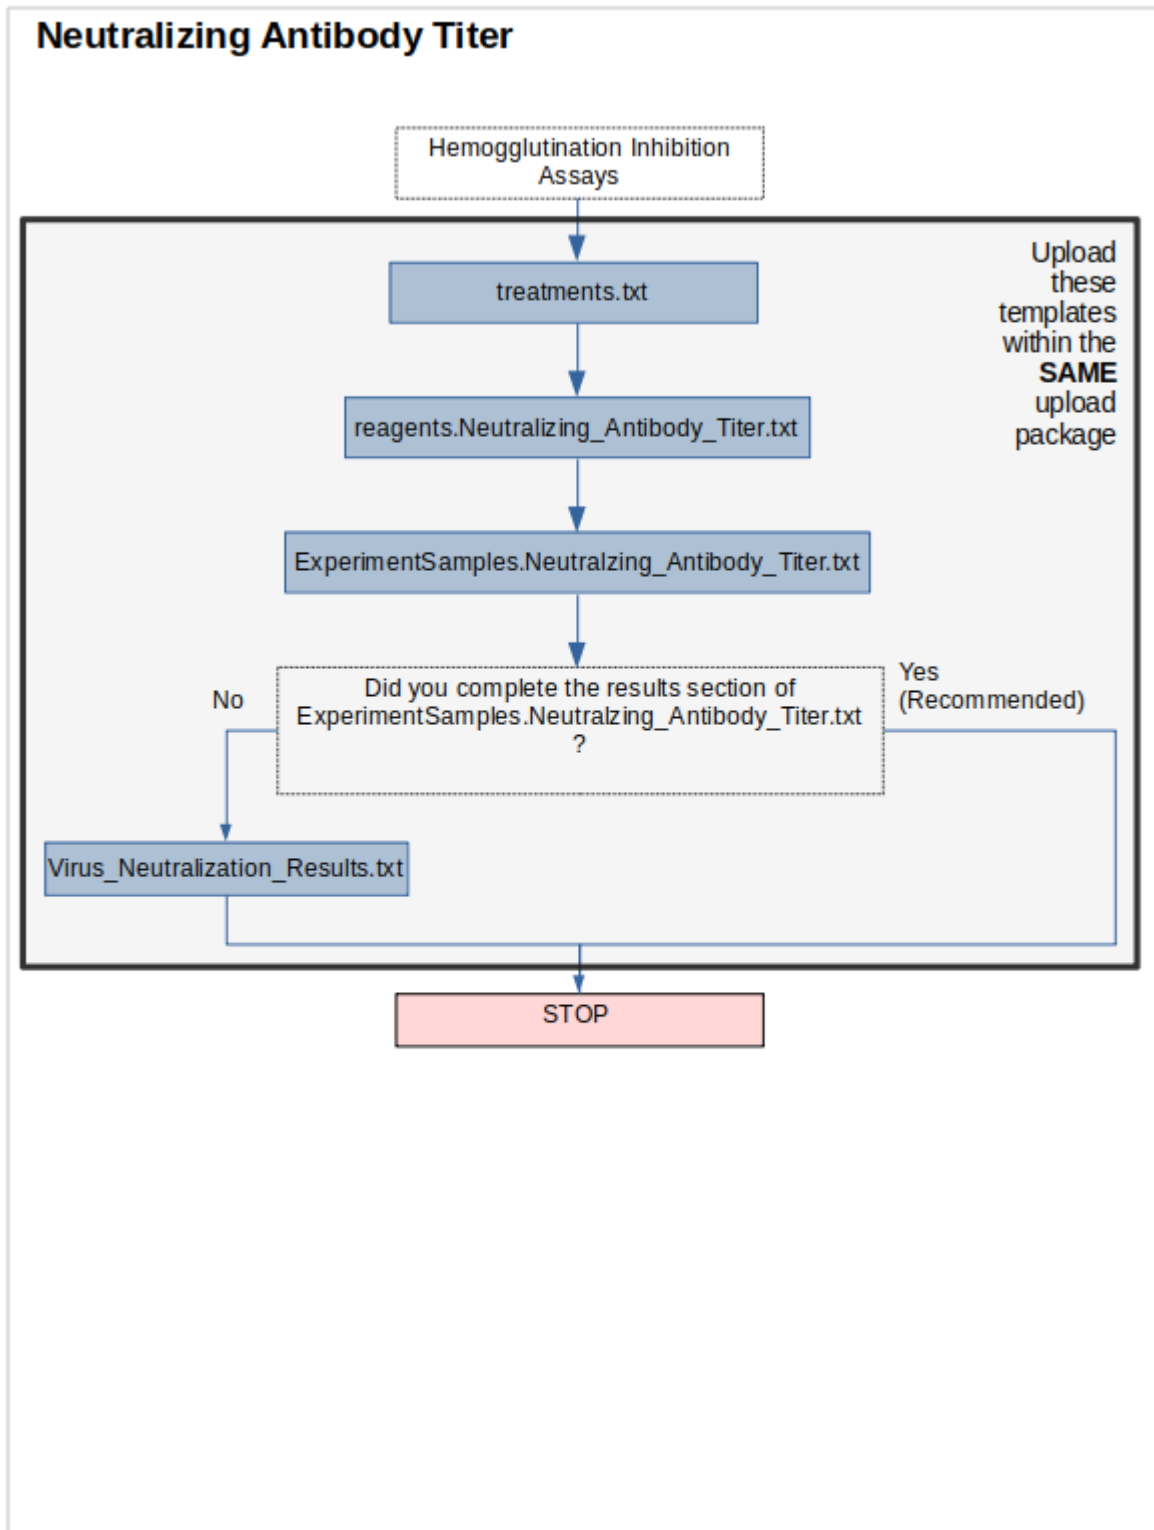 Neutralizing Antibody Titer
Hemogglutination Inhibition
Assays
Upload
these
templates
within the
SAME
upload
package
treatments.txt
reagents.Neutralizing_Antibody_Titer.txt
ExperimentSamples.Neutralzing_Antibody_Titer.txt
Did you complete the results section of
ExperimentSamples.Neutralzing_Antibody_Titer.txt
?
No
Yes
(Recommended)
Virus_Neutralization_Results.txt
STOP